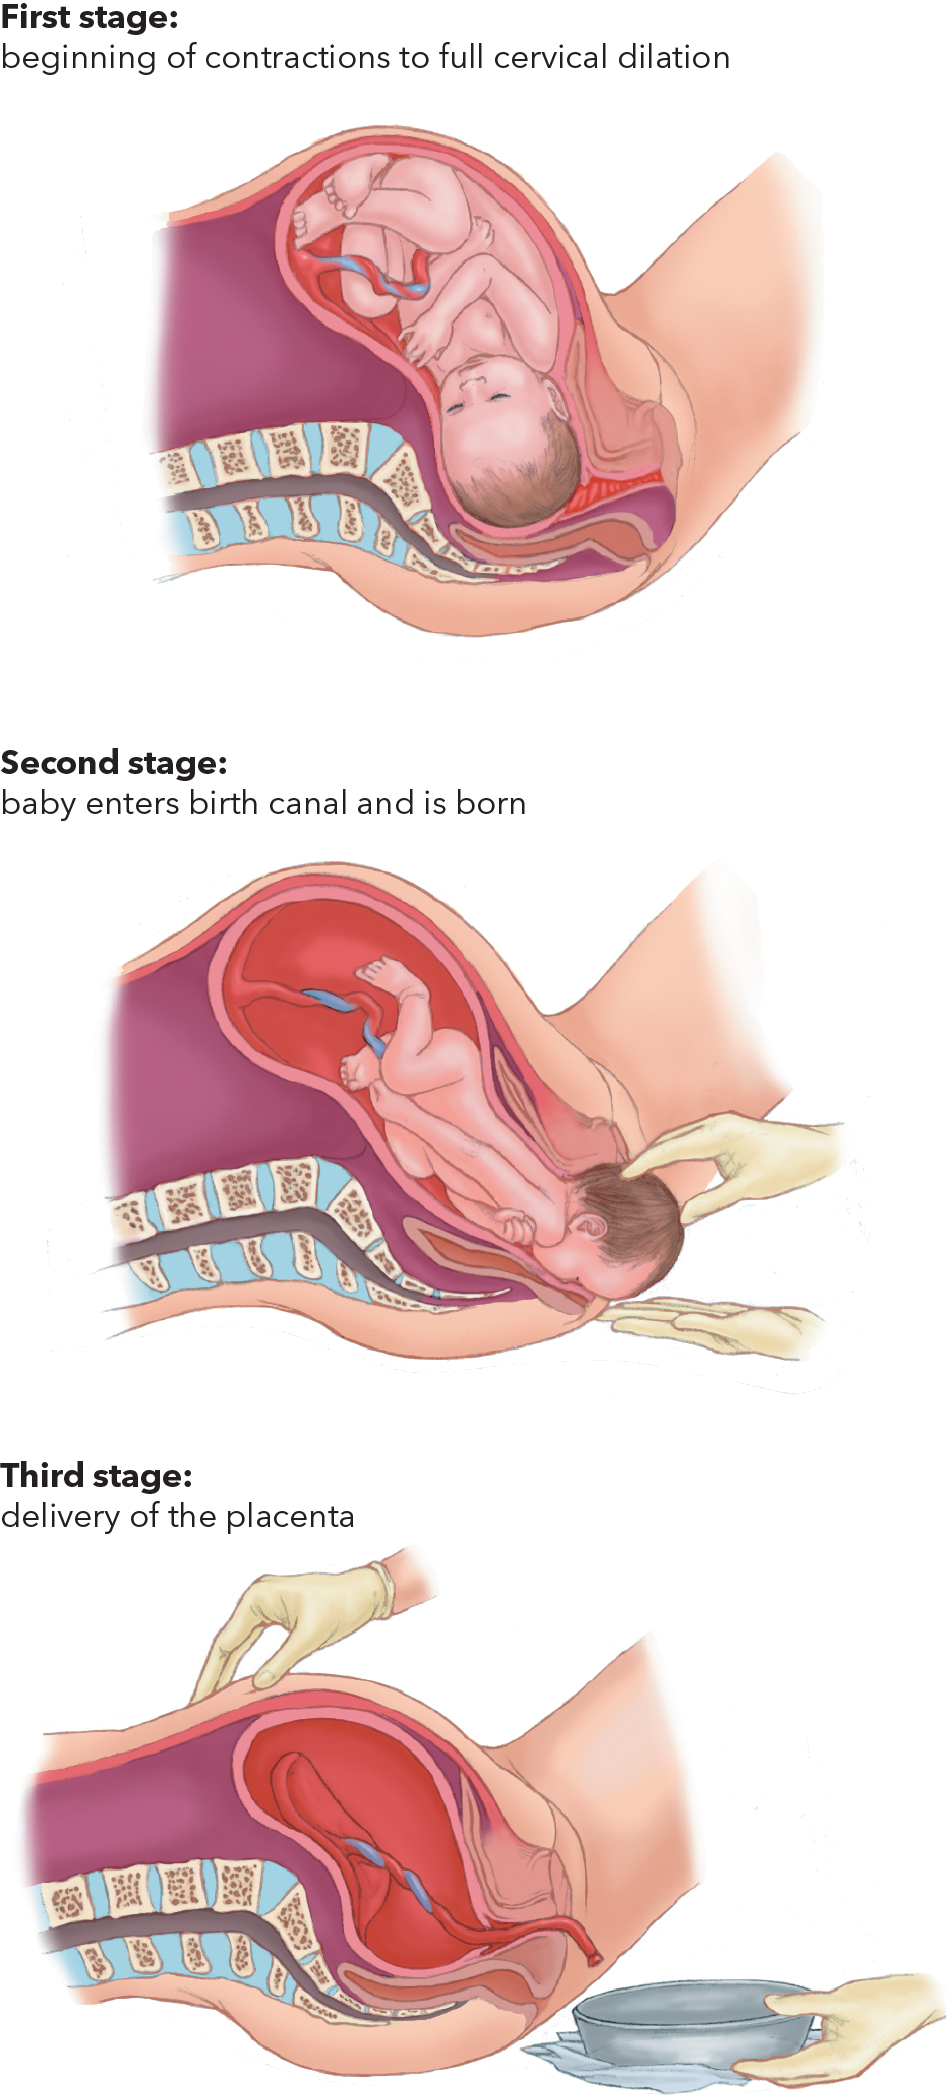 First stage:
beginning of contractions to full cervical dilation
Second stage:
baby enters birth canal and is born
Third stage:
delivery of the placenta